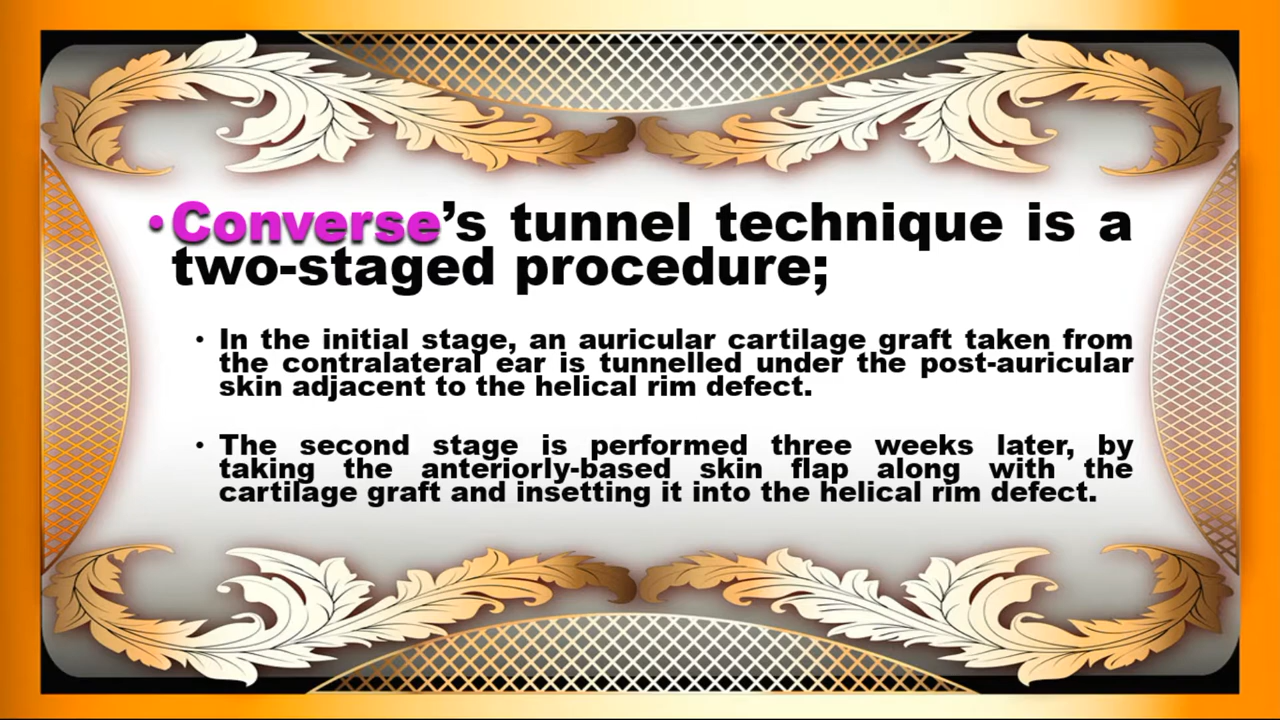 •Converse’s tunnel technique is a
two-staged procedure;
• In the initial stage, an auricular cartilage graft taken from
the contralateral ear is tunnelled under the post-auricular
skin adjacent to the helical rim defect.
• The second stage is performed three weeks later, by
taking the anteriorly-based skin flap along with the
cartilage graft and insetting it into the helical rim defect.